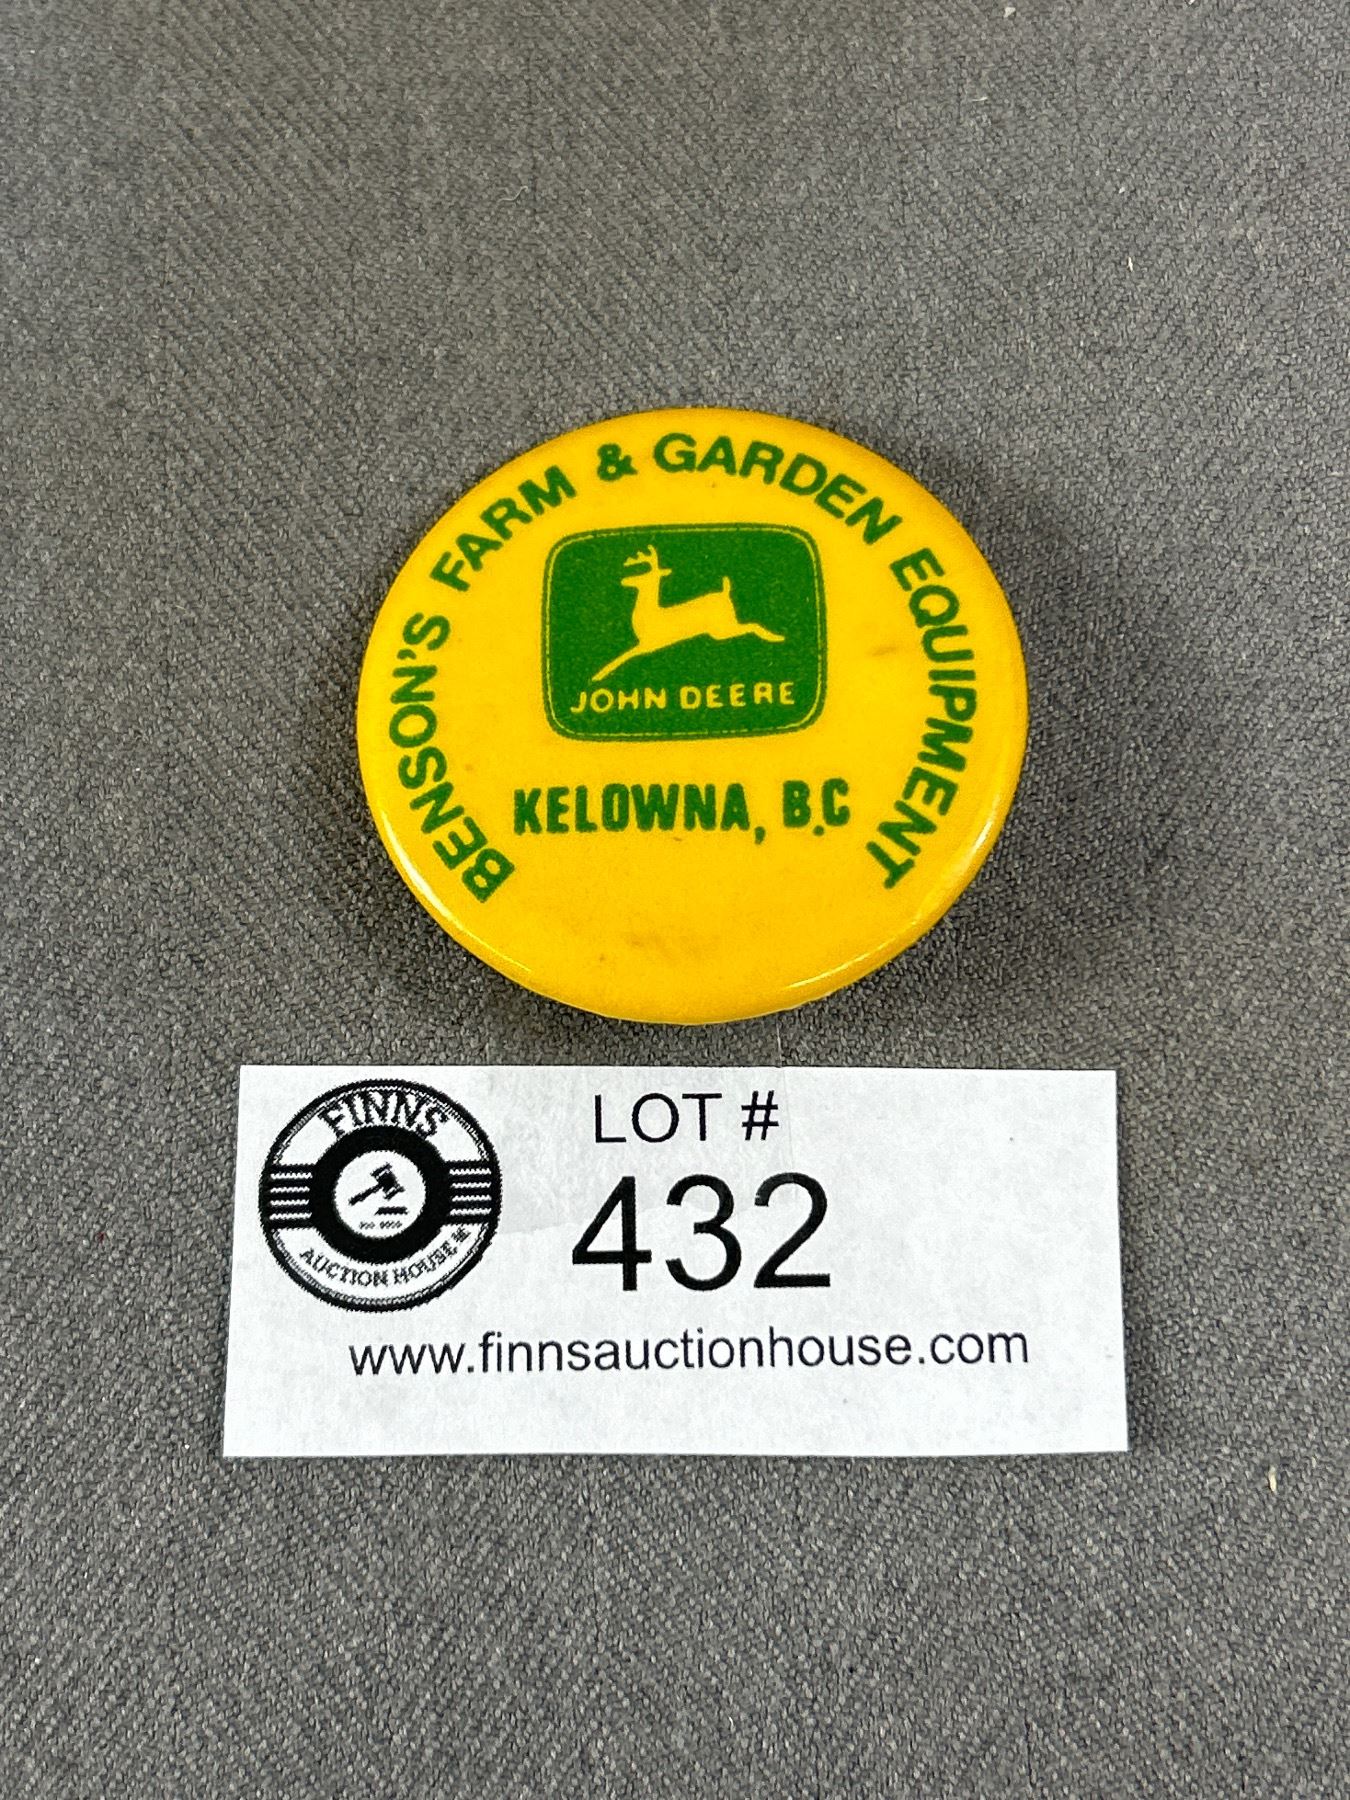 BENSON'S FARM & GARDEN EQUIPMENT
JOHN DEERE
KELOWNA, B.C
FINNS
AUCTION HOUSE
LOT #
432
www.finnsauctionhouse.com